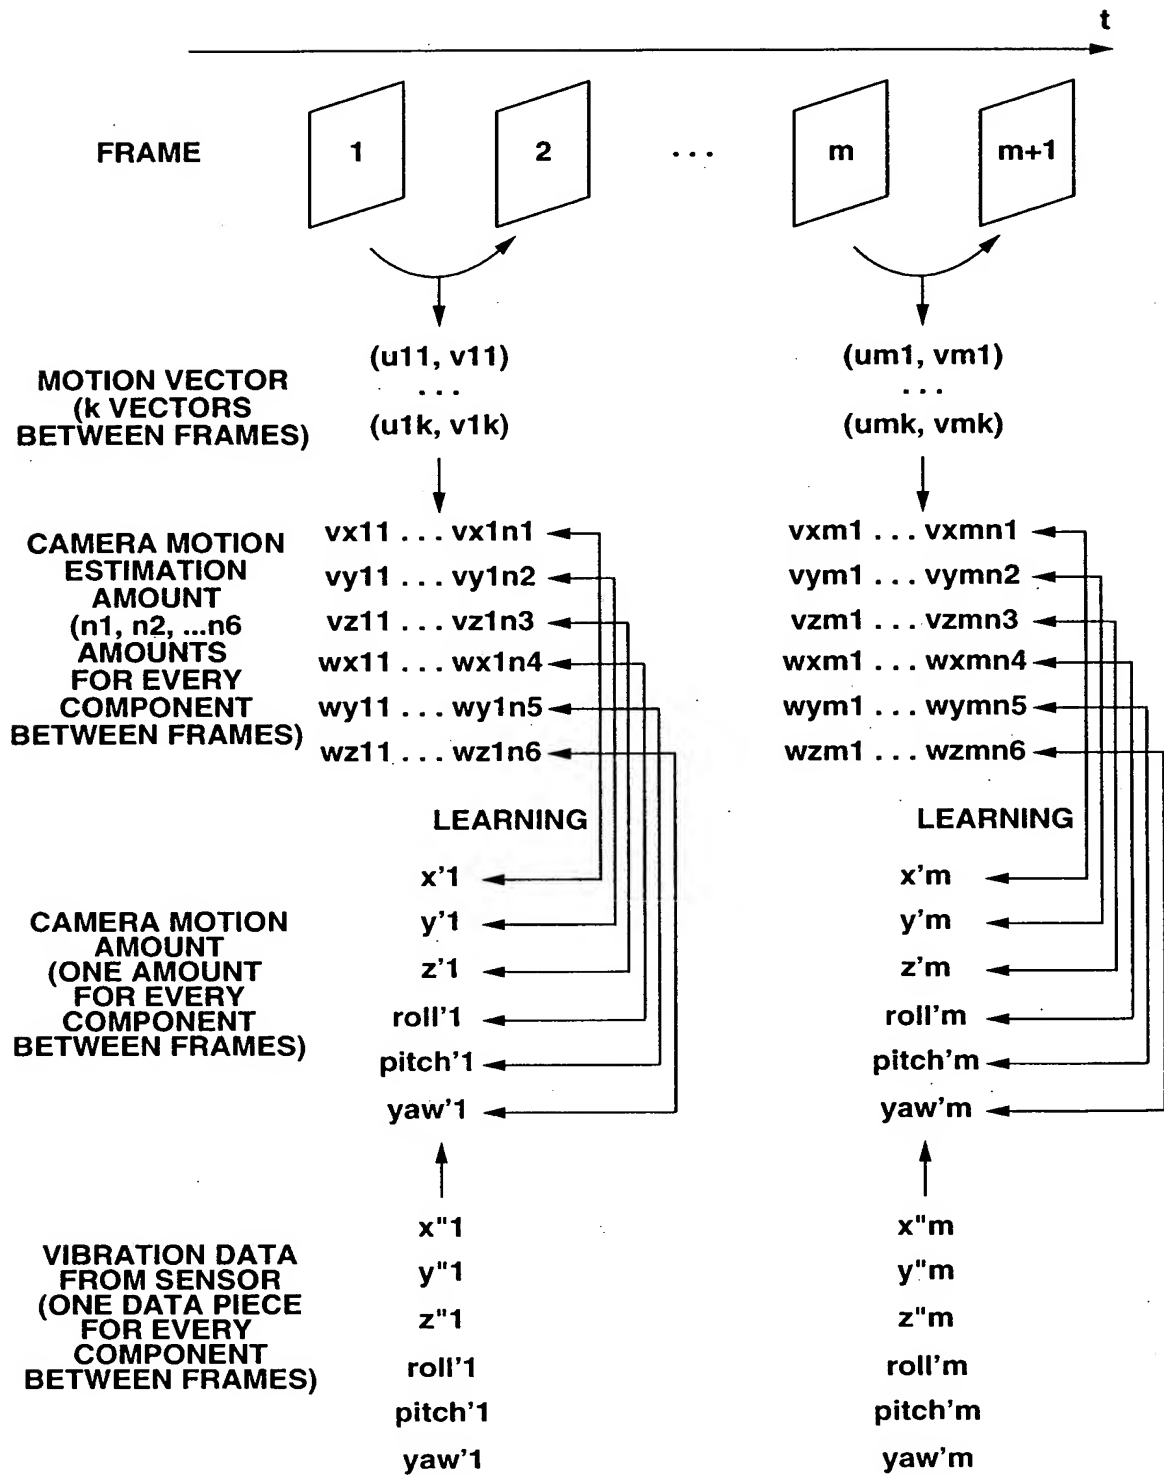 t
FRAME
1
2
...
m
m+1
MOTION VECTOR
(k VECTORS
BETWEEN FRAMES)
(u11, v11)
...
(u1k, v1k)
(um1, vm1)
...
(umk, vmk)
CAMERA MOTION
ESTIMATION
AMOUNT
(n1, n2, ...n6
AMOUNTS
FOR EVERY
COMPONENT
BETWEEN FRAMES)
vx11 ... vx1n1
vy11 ... vy1n2
vz11 ... vz1n3
wx11 ... wx1n4
wy11 ... wy1n5
wz11 ... wz1n6
vxm1 ... vxmn1
vym1 ... vymn2
vzm1 ... vzmn3
wxm1 ... wxmn4
wym1 ... wymn5
wzm1 ... wzmn6
LEARNING
LEARNING
CAMERA MOTION
AMOUNT
(ONE AMOUNT
FOR EVERY
COMPONENT
BETWEEN FRAMES)
x'1
y'1
z'1
roll'1
pitch'1
yaw'1
x'm
y'm
z'm
roll'm
pitch'm
yaw'm
VIBRATION DATA
FROM SENSOR
(ONE DATA PIECE
FOR EVERY
COMPONENT
BETWEEN FRAMES)
x"1
y"1
z"1
roll'1
pitch'1
yaw'1
x"m
y"m
z"m
roll'm
pitch'm
yaw'm